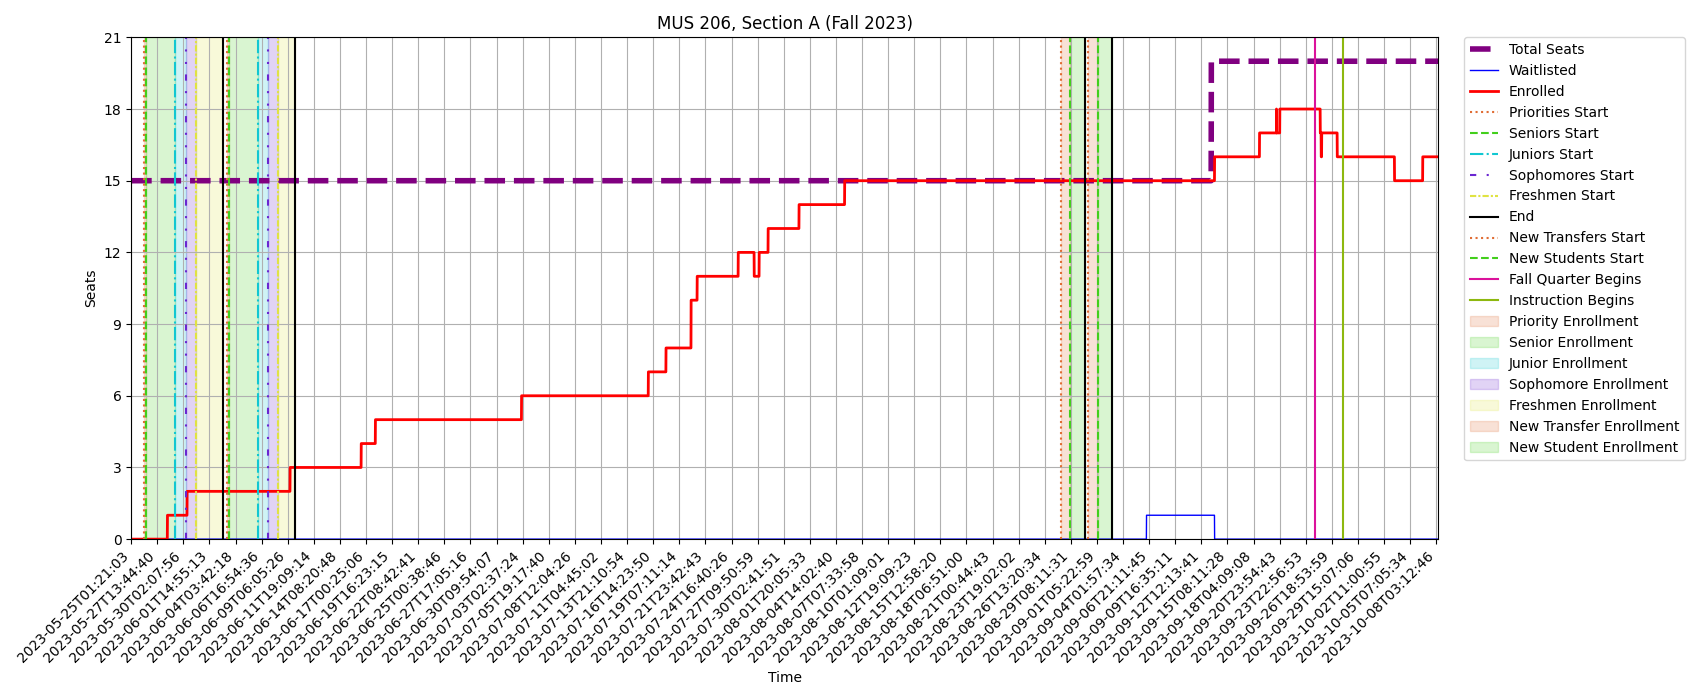 MUS 206, Section A (Fall 2023)
21
18
15
12
9
6
3
0
Seats
2023-05-25T01:21:03
2023-05-27T13:44:40
2023-05-30T02:07:56
2023-06-01T14:55:13
2023-06-04T03:42:18
2023-06-06T16:54:36
2023-06-09T06:05:26
2023-06-11T19:09:14
2023-06-14T08:20:48
2023-06-17T00:25:06
2023-06-19T16:23:15
2023-06-22T08:42:41
2023-06-25T00:38:46
2023-06-27T17:05:16
2023-06-30T09:54:07
2023-07-03T02:37:24
2023-07-05T19:17:40
2023-07-08T12:04:26
2023-07-11T04:45:02
2023-07-13T21:10:54
2023-07-16T14:23:50
2023-07-19T07:11:14
2023-07-21T23:42:43
2023-07-24T16:40:26
2023-07-27T09:50:59
2023-07-30T02:41:51
2023-08-01T20:05:33
2023-08-04T14:02:40
2023-08-07T07:33:58
2023-08-10T01:09:01
2023-08-12T19:09:23
2023-08-15T12:58:20
2023-08-18T06:51:00
2023-08-21T00:44:43
2023-08-23T19:02:02
2023-08-26T13:20:34
2023-08-29T08:11:31
2023-09-01T05:22:59
2023-09-04T01:57:34
2023-09-06T21:11:45
2023-09-09T16:35:11
2023-09-12T12:13:41
2023-09-15T08:11:28
2023-09-18T04:09:08
2023-09-20T23:54:43
2023-09-23T22:56:53
2023-09-26T18:53:59
2023-09-29T15:07:06
2023-10-02T11:00:55
2023-10-05T07:05:34
2023-10-08T03:12:46
Time
Total Seats
Waitlisted
Enrolled
Priorities Start
Seniors Start
Juniors Start
Sophomores Start
Freshmen Start
End
New Transfers Start
New Students Start
Fall Quarter Begins
Instruction Begins
Priority Enrollment
Senior Enrollment
Junior Enrollment
Sophomore Enrollment
Freshmen Enrollment
New Transfer Enrollment
New Student Enrollment